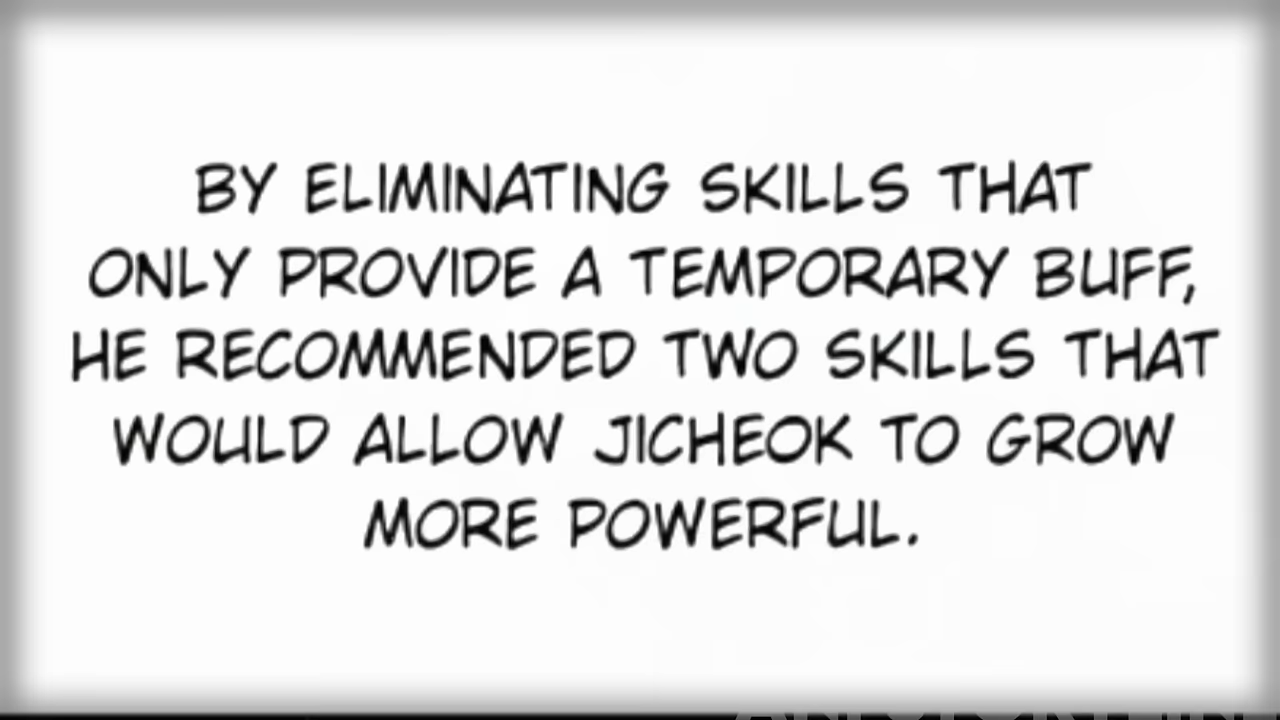 BY ELIMINATING SKILLS THAT
ONLY PROVIDE A TEMPORARY BUFF,
HE RECOMMENDED TWO SKILLS THAT
WOULD ALLOW JICHEOK TO GROW
MORE POWERFUL.